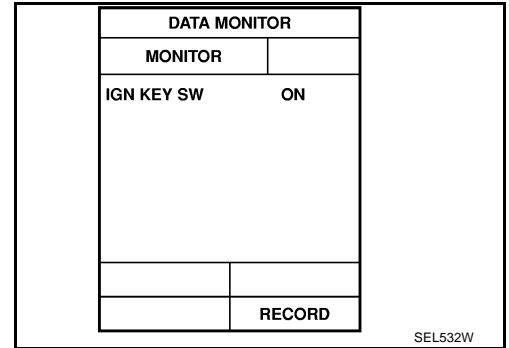 DATA MONITOR
MONITOR
IGN KEY SW ON
RECORD
SEL532W